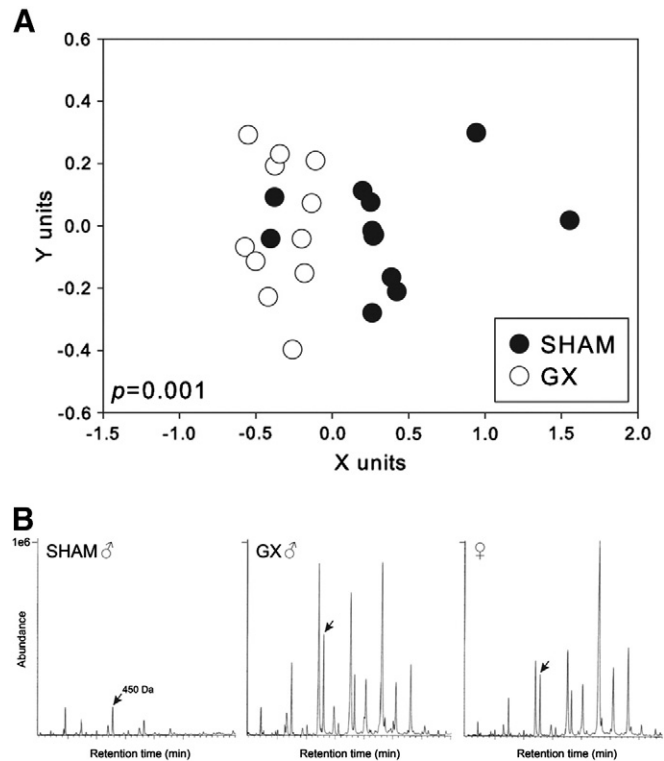 A
0.6
0.4
0.2
0.0
-0.2
-0.4
-0.6
Y units
p=0.001
SHAM
GX
-1.5 -1.0 -0.5 0.0 0.5 1.0 1.5 2.0
X units
B
1e6
SHAM♂
GX♂
♀
Abundance
450 Da
Retention time (min) Retention time (min) Retention time (min)